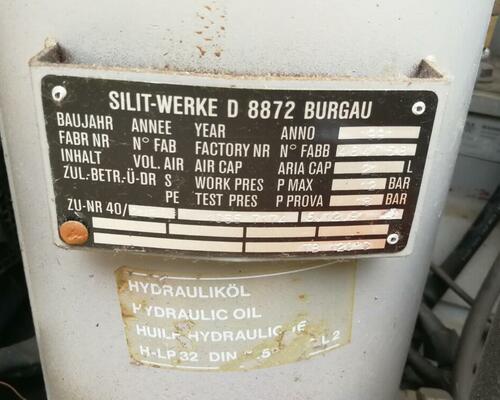 SILIT-WERKE D 8872 BURGAU
BAUJAHR ANNEE YEAR ANNO
FABR NR N° FAB FACTORY NR N° FABB
INHALT VOL. AIR AIR CAP ARIA CAP L
ZUL.-BETR.-Ü-DR S WORK PRES P MAX BAR
PE TEST PRES P PROVA BAR
ZU-NR 40/
HYDRAULIKÖL
HYDRAULIC OIL
HUILE HYDRAULIQUE
H-LP 32 DIN